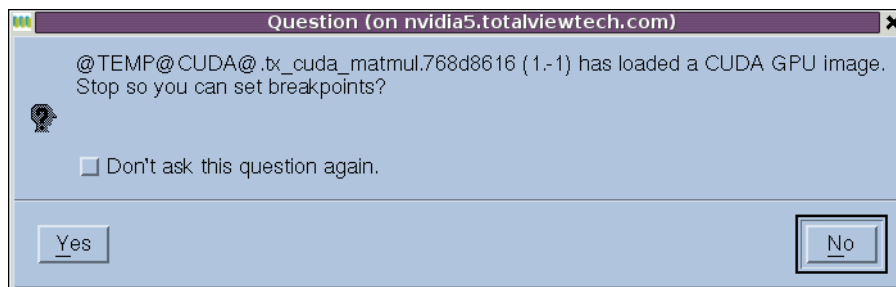 Question (on nvidia5.totalviewtech.com)
@TEMP@CUDA@.tx_cuda_matmul.768d8616 (1.-1) has loaded a CUDA GPU image.
Stop so you can set breakpoints?
Don't ask this question again.
Yes
No